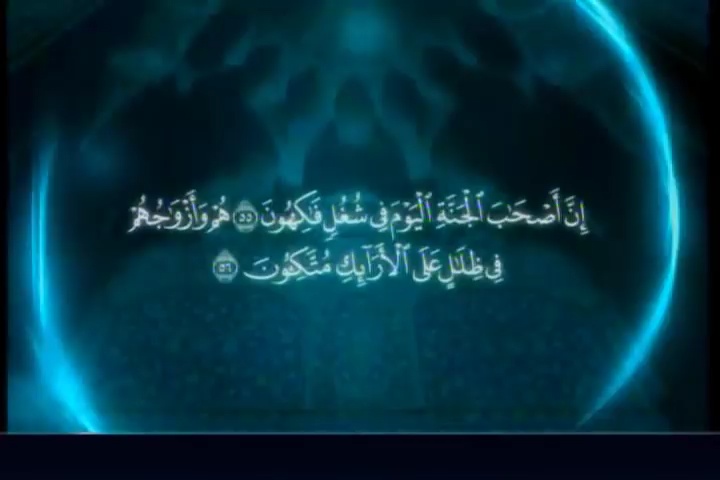 إِنَّ أَصْحَٰبَ ٱلْجَنَّةِ ٱلْيَوْمَ فِى شُغُلٍ فَٰكِهُونَ ٥٥ هُمْ وَأَزْوَٰجُهُمْ
فِى ظِلَٰلٍ عَلَى ٱلْأَرَآئِكِ مُتَّكِـُٔونَ ٥٦